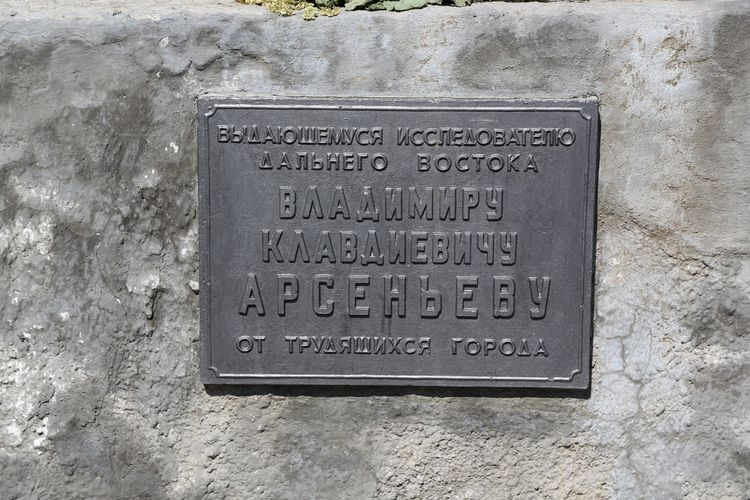 ВЫДАЮЩЕМУСЯ ИССЛЕДОВАТЕЛЮ
ДАЛЬНЕГО ВОСТОКА
ВЛАДИМИРУ
КЛАВДИЕВИЧУ
АРСЕНЬЕВУ
ОТ ТРУДЯЩИХСЯ ГОРОДА